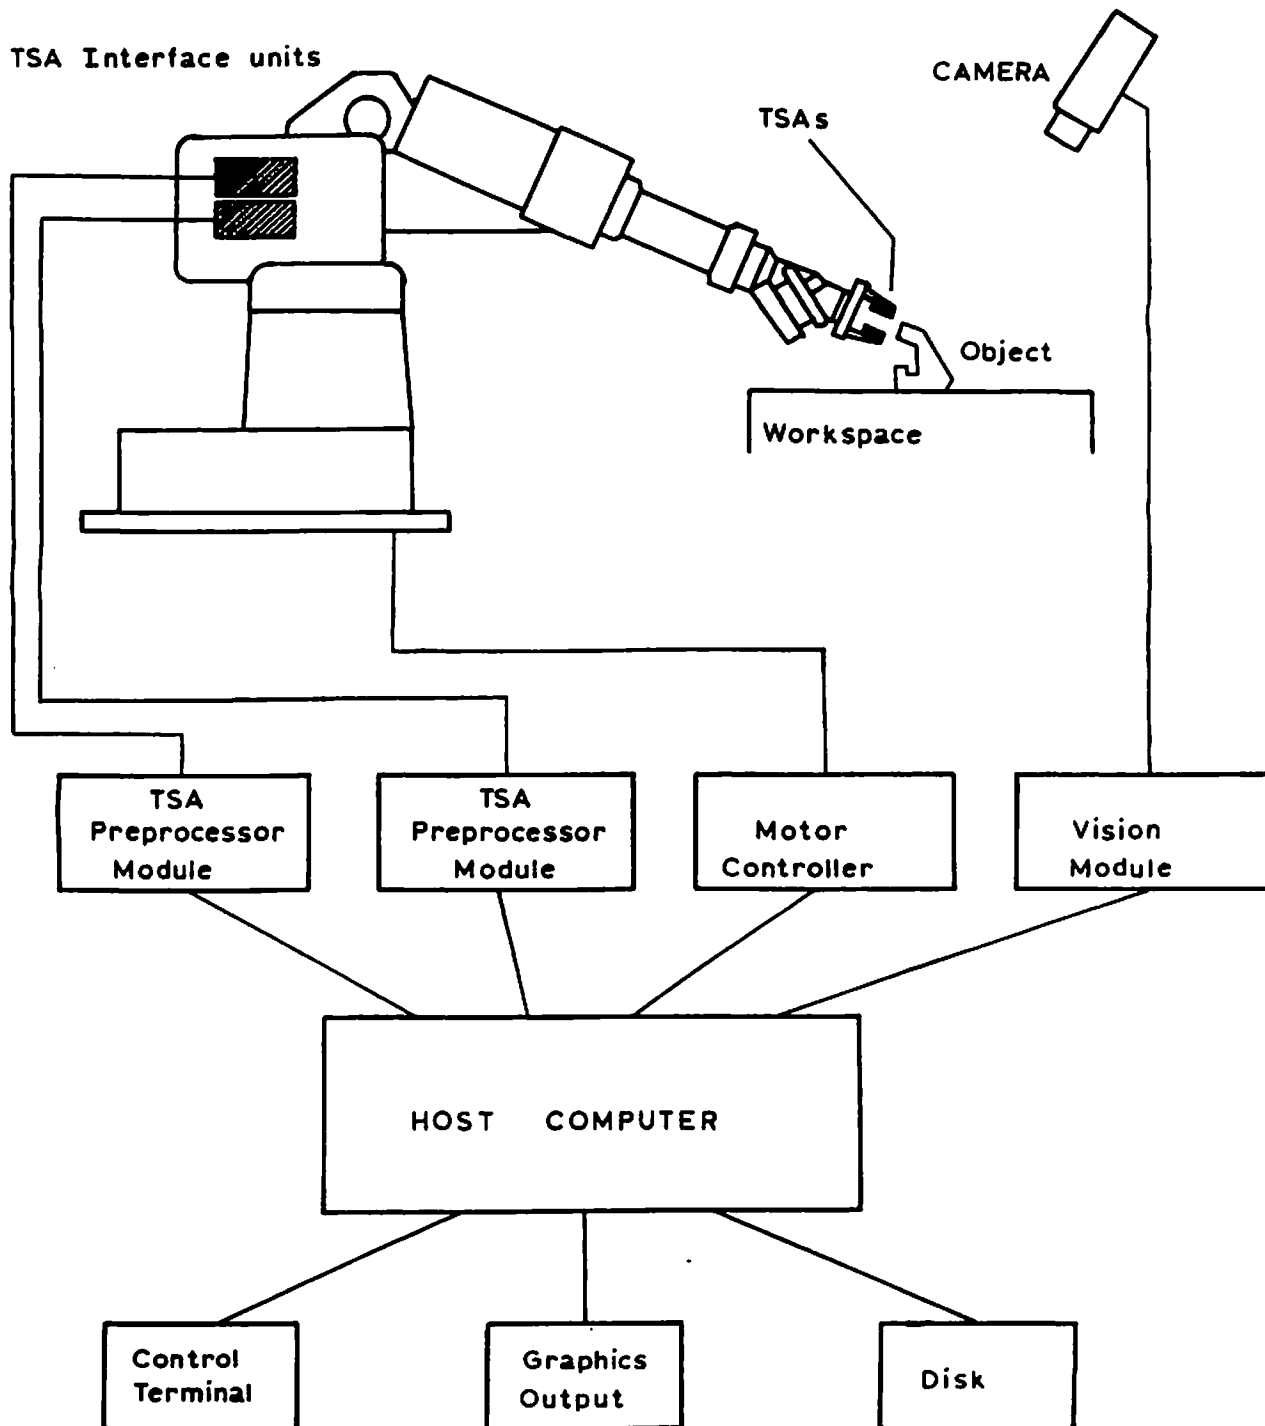 TSA Interface units
CAMERA
TSAs
Object
Workspace
TSA
Preprocessor
Module
TSA
Preprocessor
Module
Motor
Controller
Vision
Module
HOST COMPUTER
Control
Terminal
Graphics
Output
Disk